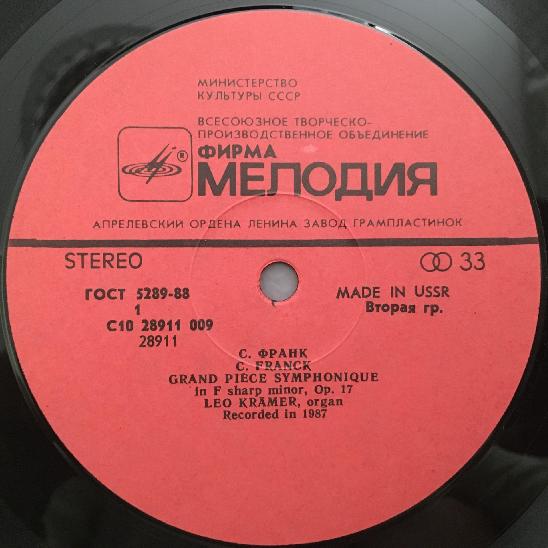 МИНИСТЕРСТВО
КУЛЬТУРЫ СССР
ВСЕСОЮЗНОЕ ТВОРЧЕСКО-
ПРОИЗВОДСТВЕННОЕ ОБЪЕДИНЕНИЕ
®
ФИРМА
МЕЛОДИЯ
АПРЕЛЕВСКИЙ ОРДЕНА ЛЕНИНА ЗАВОД ГРАМПЛАСТИНОК
STEREO
33
ГОСТ 5289-88
MADE IN USSR
1
Вторая гр.
С10 28911 009
28911
С. ФРАНК
C. FRANCK
GRAND PIÈCE SYMPHONIQUE
in F sharp minor, Op. 17
LEO KRÄMER, organ
Recorded in 1987